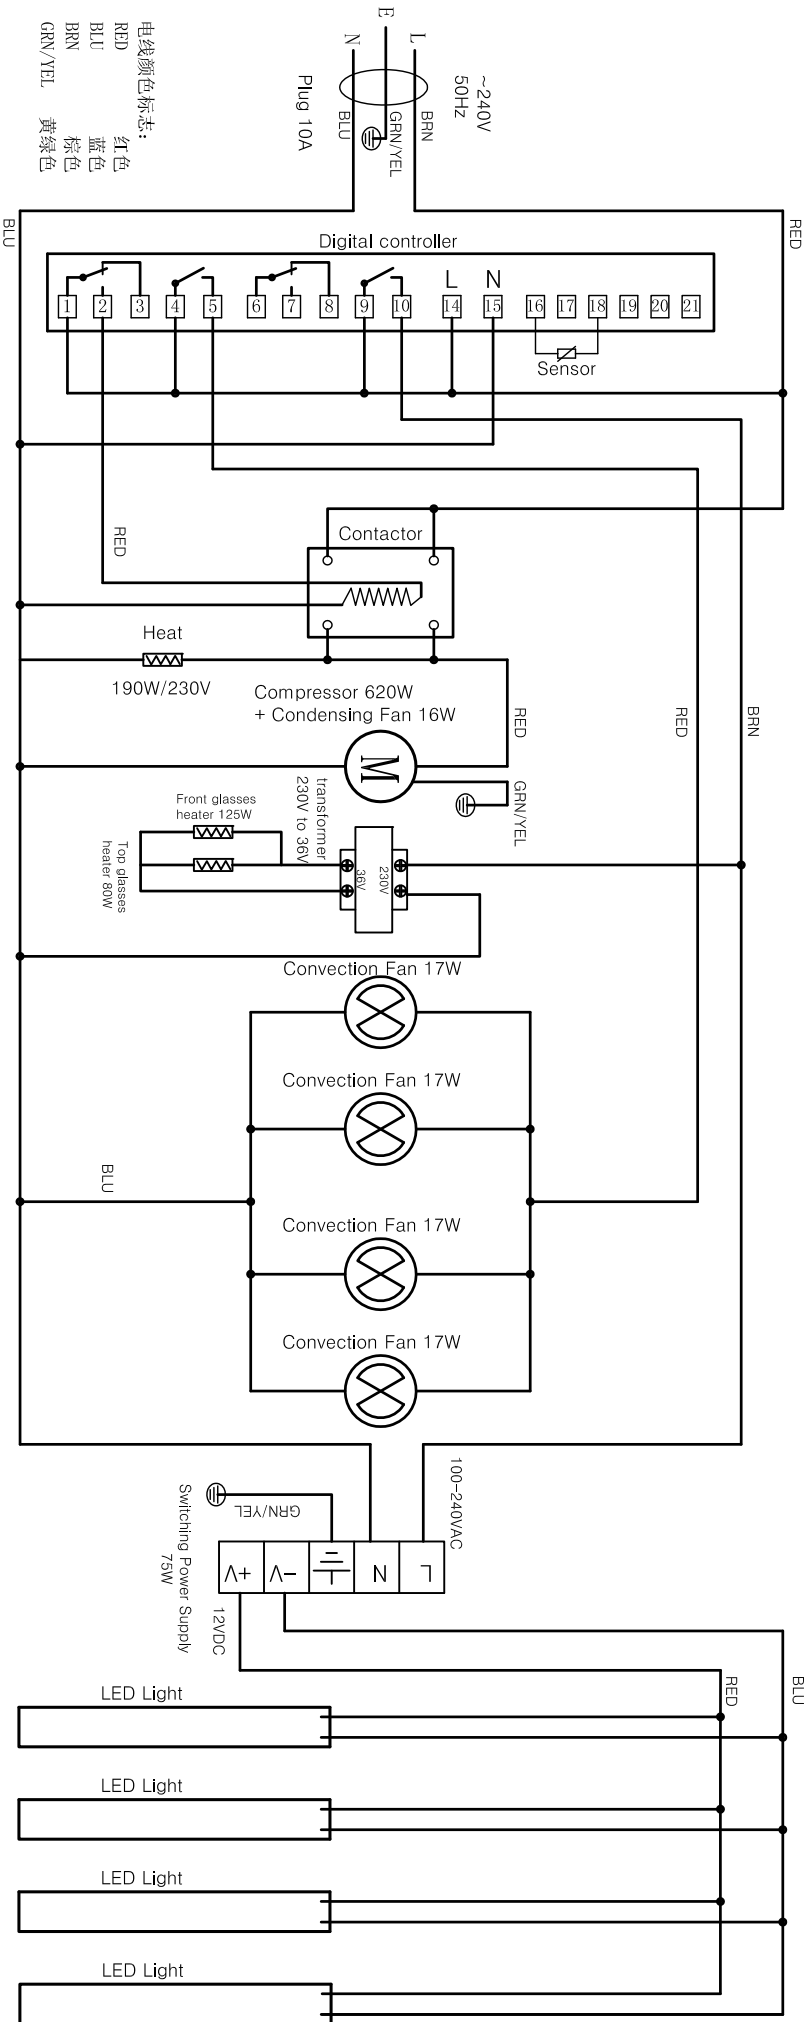 E
L
N
~240V
50Hz
Plug 10A
BRN
GRN/YEL
BLU
电线颜色标志:
RED 红色
BLU 蓝色
BRN 棕色
GRN/YEL 黄绿色
BLU
RED
Digital controller
L N
1 2 3 4 5 6 7 8 9 10 14 15 16 17 18 19 20 21
Sensor
RED
Contactor
Heat
190W/230V
Compressor 620W
+ Condensing Fan 16W
M
RED
GRN/YEL
RED
BRN
transformer
230V to 36V
Front glasses
heater 125W
Top glasses
heater 80W
36V
230V
Convection Fan 17W
Convection Fan 17W
BLU
Convection Fan 17W
Convection Fan 17W
100-240VAC
GRN/YEL
Switching Power Supply
75W
+V
-V
N
L
12VDC
RED
BLU
LED Light
LED Light
LED Light
LED Light